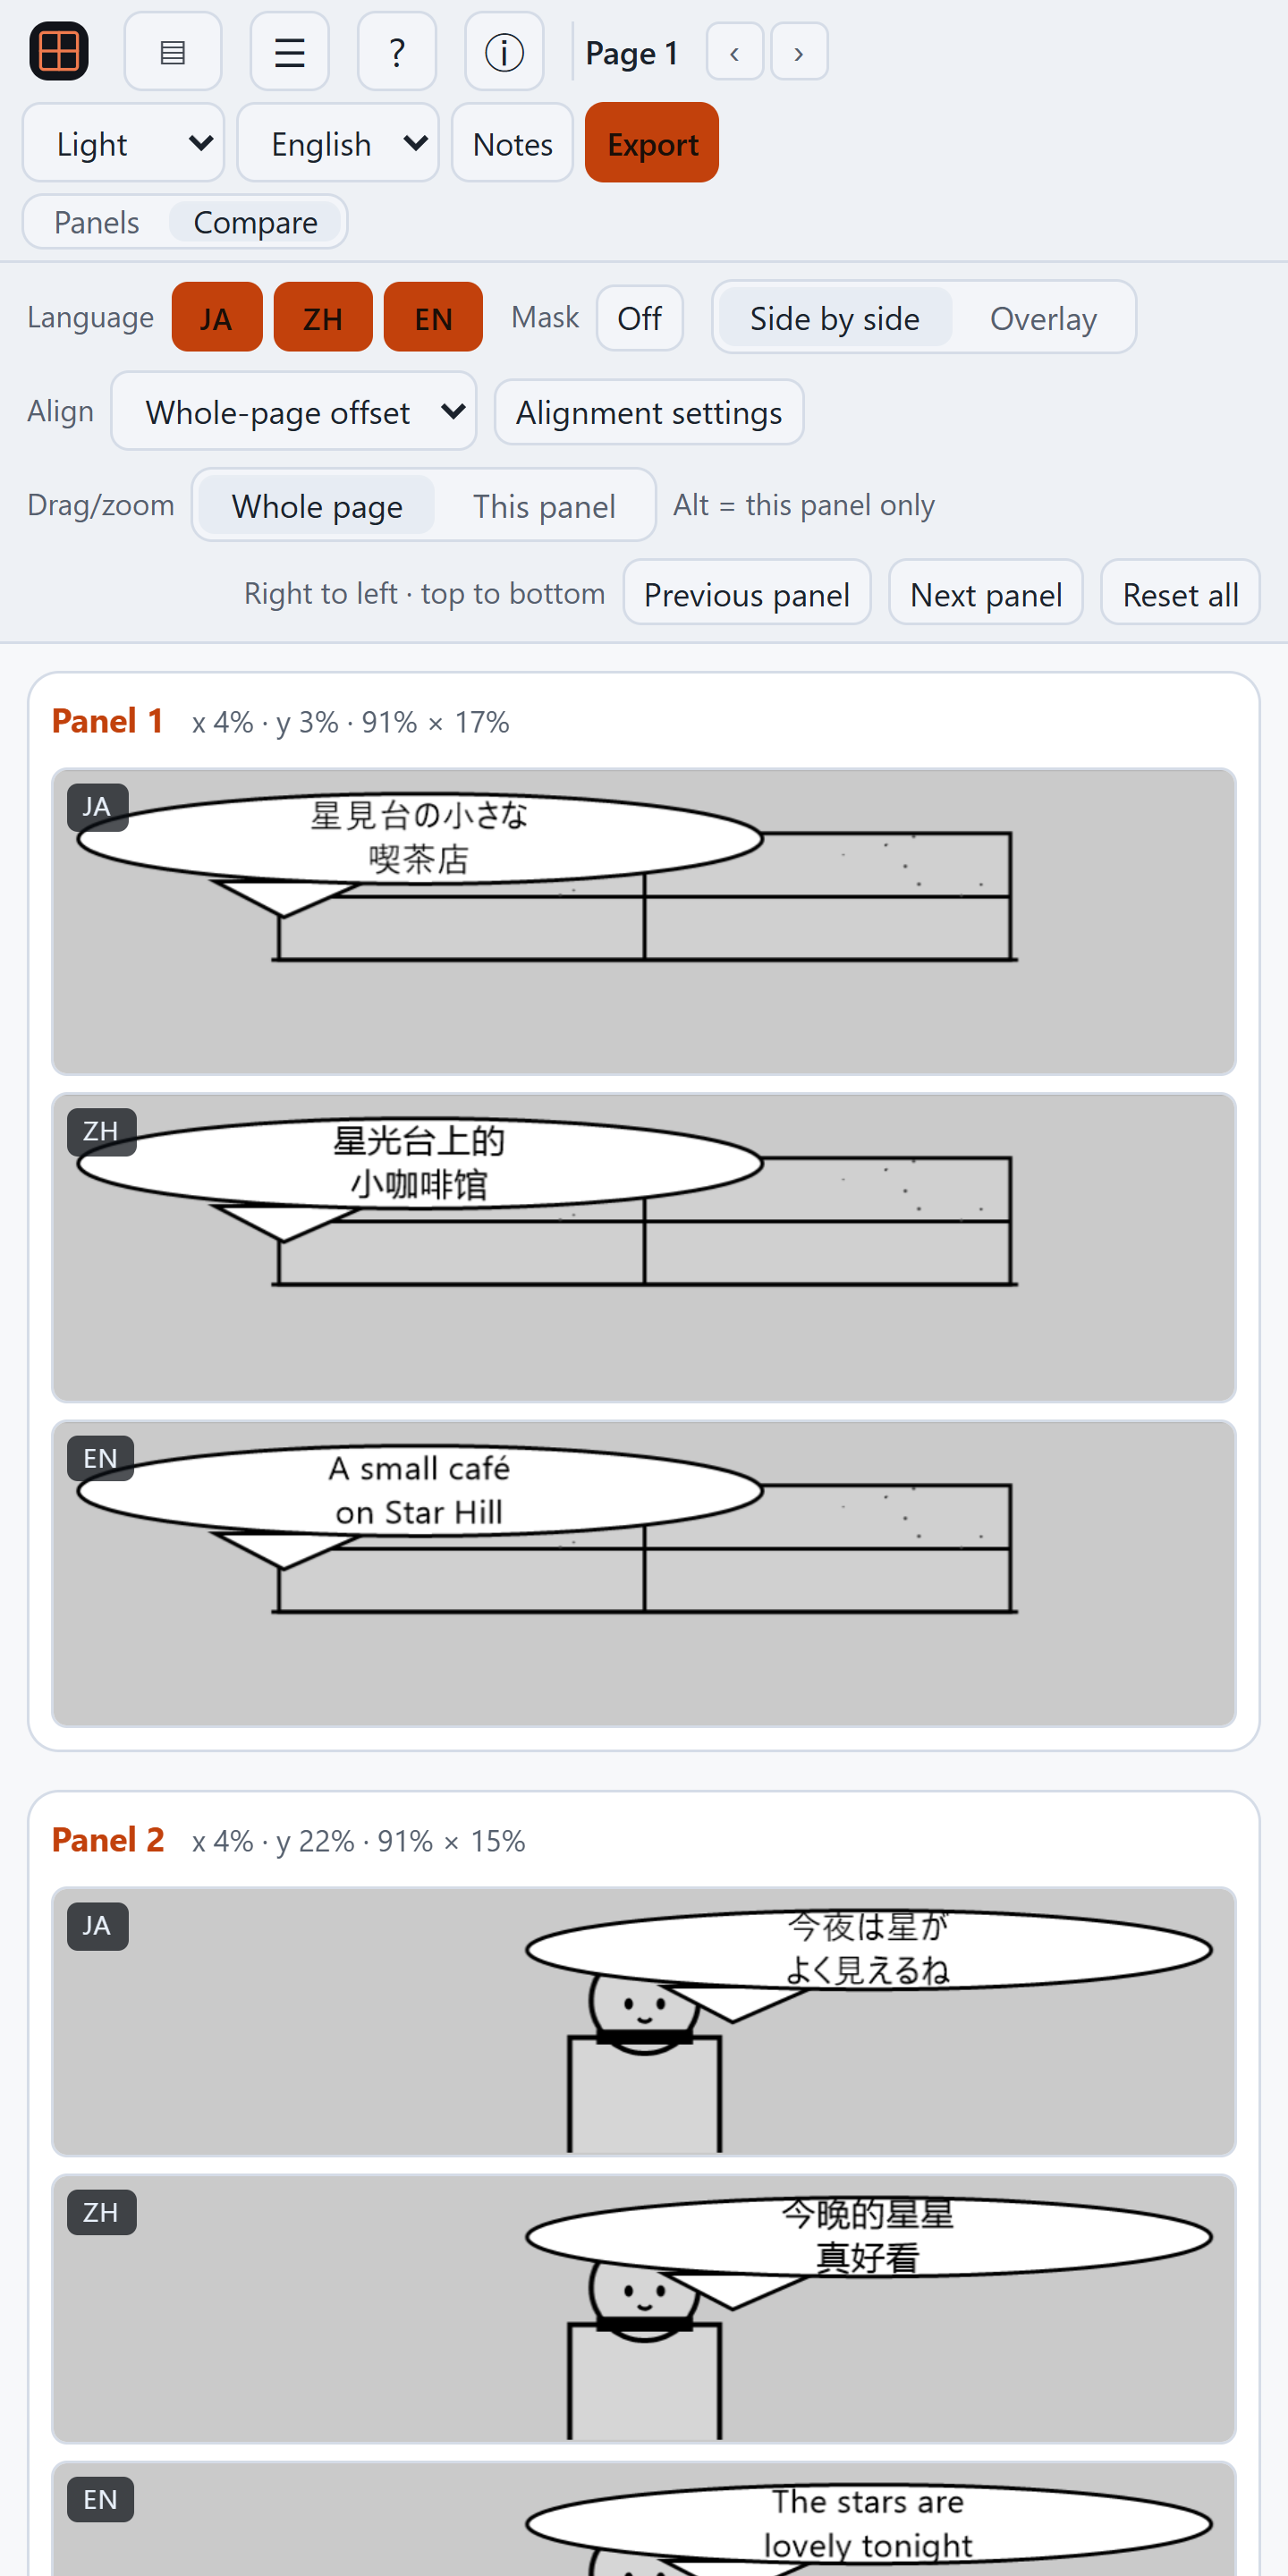 ? ⓘ Page 1 ‹ ›
Light English Notes Export
Panels Compare
Language JA ZH EN Mask Off Side by side Overlay
Align Whole-page offset Alignment settings
Drag/zoom Whole page This panel Alt = this panel only
Right to left · top to bottom Previous panel Next panel Reset all
Panel 1 x 4% · y 3% · 91% × 17%
JA
星見台の小さな
喫茶店
ZH
星光台上的
小咖啡馆
EN
A small café
on Star Hill
Panel 2 x 4% · y 22% · 91% × 15%
JA
今夜は星が
よく見えるね
ZH
今晚的星星
真好看
EN
The stars are
lovely tonight